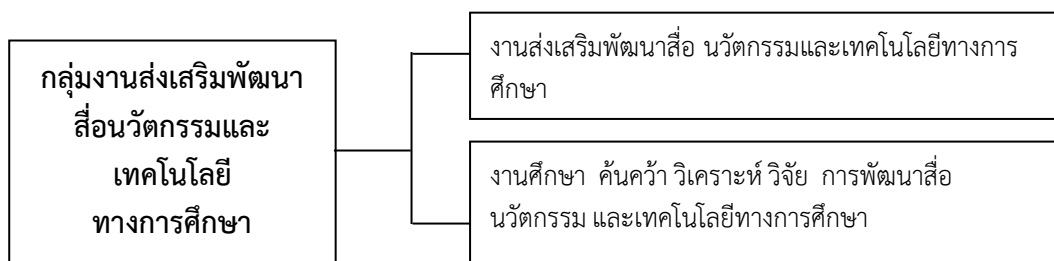 กลุ่มงานส่งเสริมพัฒนา
สื่อนวัตกรรมและ
เทคโนโลยี
ทางการศึกษา
งานส่งเสริมพัฒนาสื่อ นวัตกรรมและเทคโนโลยีทางการ
ศึกษา
งานศึกษา ค้นคว้า วิเคราะห์ วิจัย การพัฒนาสื่อ
นวัตกรรม และเทคโนโลยีทางการศึกษา